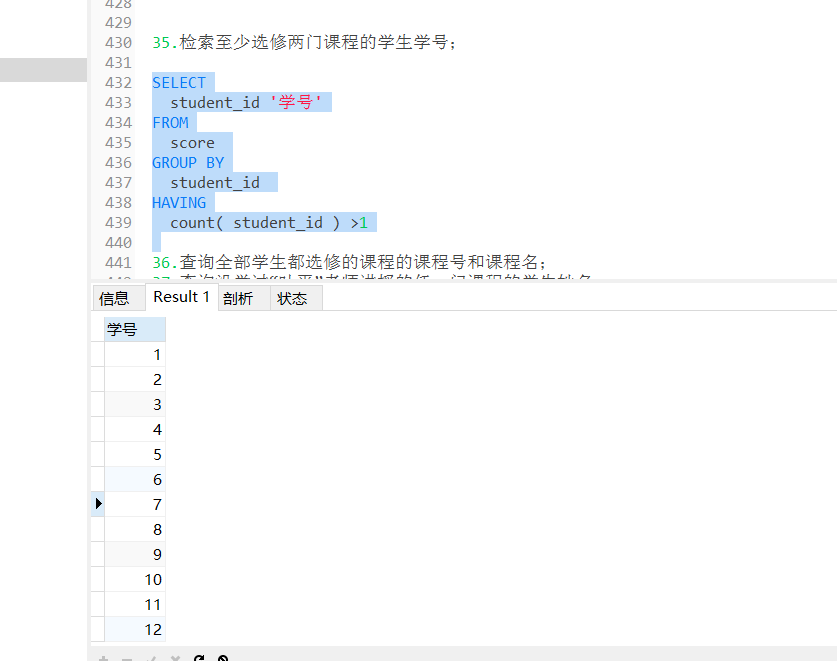 428
429
430 35.检索至少选修两门课程的学生学号;
431
432 SELECT
433 student_id '学号'
434 FROM
435 score
436 GROUP BY
437 student_id
438 HAVING
439 count( student_id ) >1
440
441 36.查询全部学生都选修的课程的课程号和课程名;
信息 Result 1 剖析 状态
学号
1
2
3
4
5
6
7
8
9
10
11
12